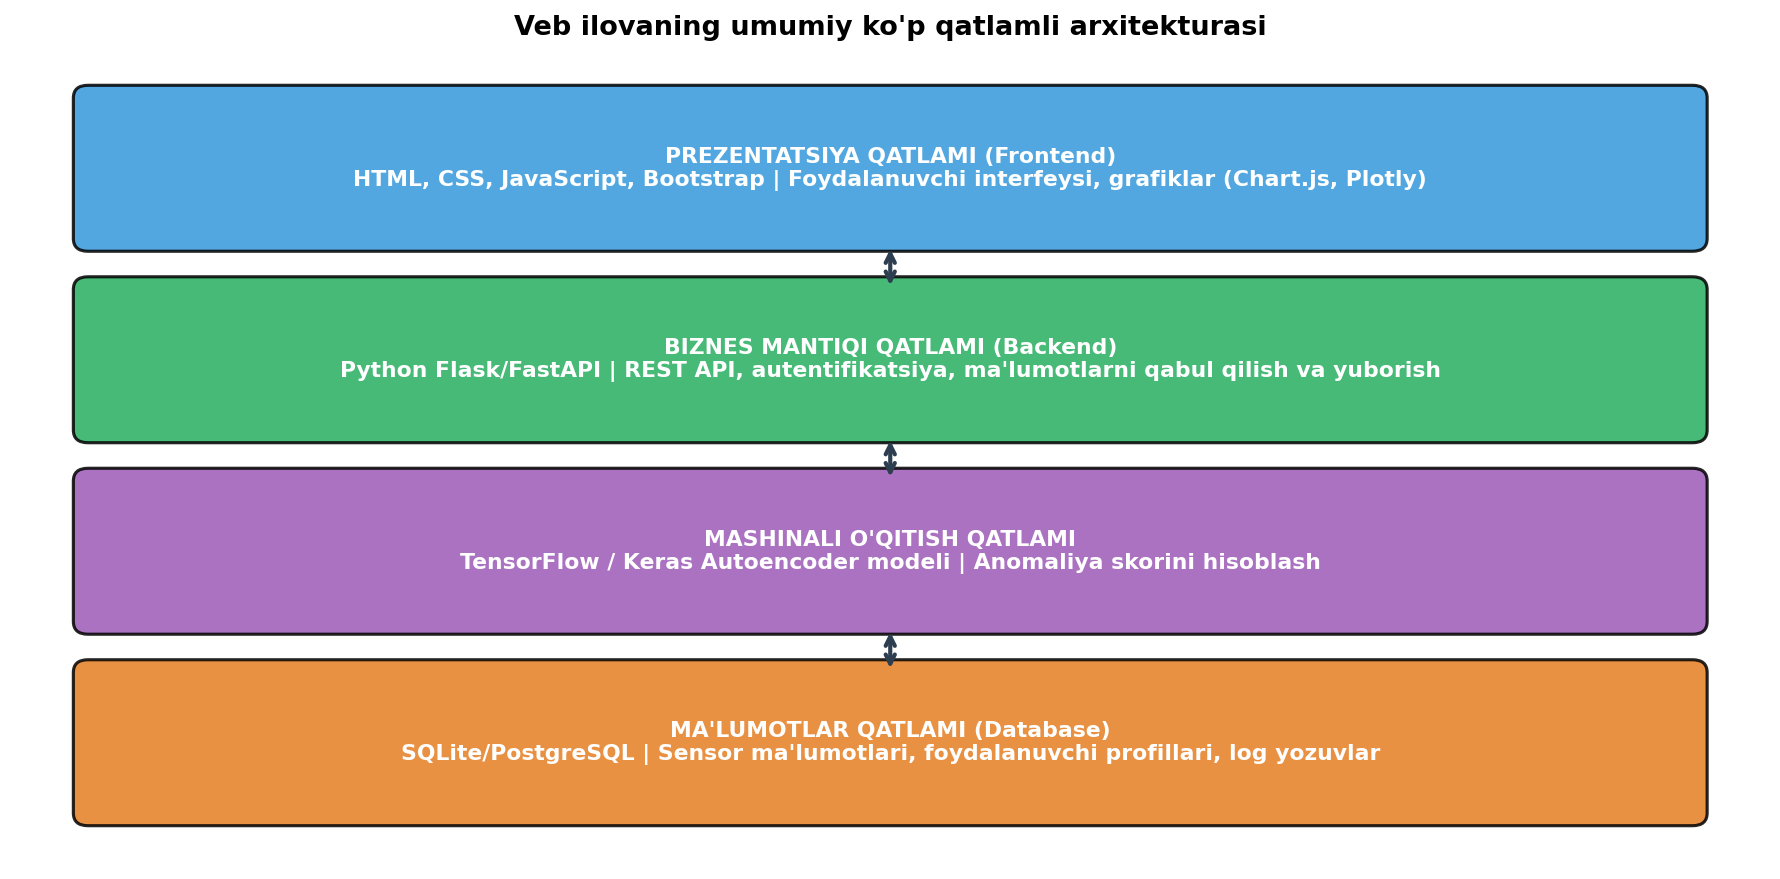 Veb ilovaning umumiy ko'p qatlamli arxitekturasi
PREZENTATSIYA QATLAMI (Frontend)
HTML, CSS, JavaScript, Bootstrap | Foydalanuvchi interfeysi, grafiklar (Chart.js, Plotly)
BIZNES MANTIQI QATLAMI (Backend)
Python Flask/FastAPI | REST API, autentifikatsiya, ma'lumotlarni qabul qilish va yuborish
MASHINALI O'QITISH QATLAMI
TensorFlow / Keras Autoencoder modeli | Anomaliya skorini hisoblash
MA'LUMOTLAR QATLAMI (Database)
SQLite/PostgreSQL | Sensor ma'lumotlari, foydalanuvchi profillari, log yozuvlar